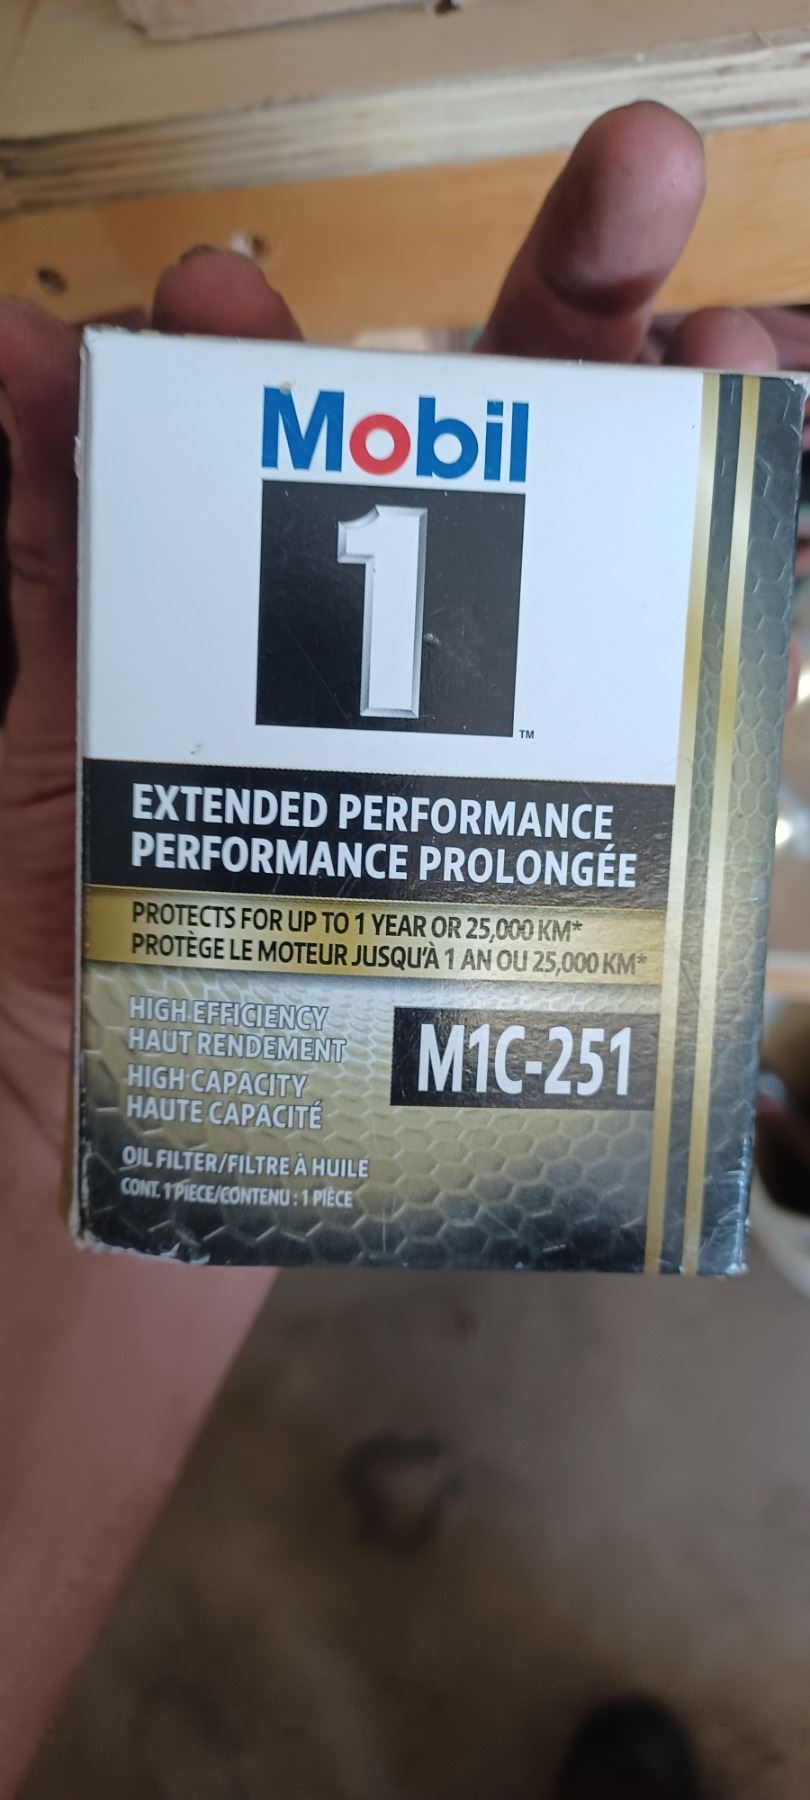 Mobil
1
TM
EXTENDED PERFORMANCE
PERFORMANCE PROLONGÉE
PROTECTS FOR UP TO 1 YEAR OR 25,000 KM*
PROTÈGE LE MOTEUR JUSQU'À 1 AN OU 25,000 KM*
HIGH EFFICIENCY
HAUT RENDEMENT
HIGH CAPACITY
HAUTE CAPACITÉ
M1C-251
OIL FILTER/FILTRE À HUILE
CONT. 1 PIECE/CONTENU : 1 PIÈCE